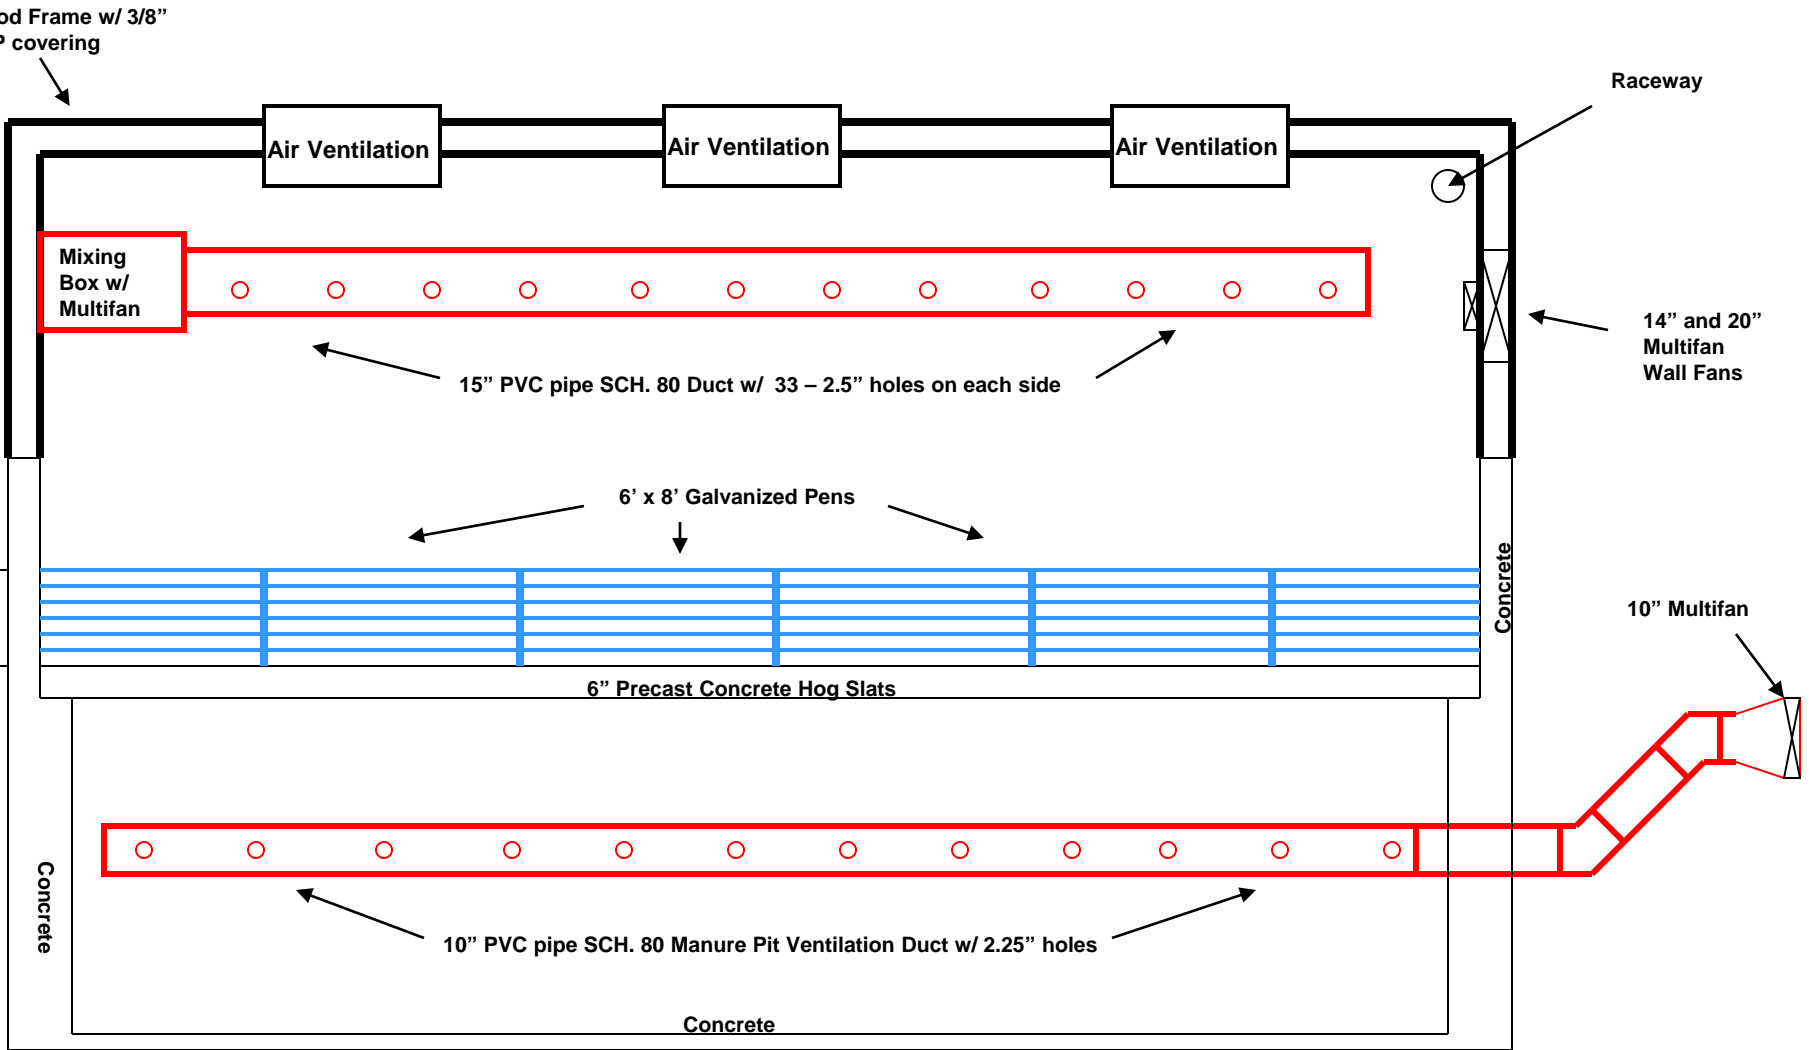 w/ 3/8”
covering
Frame
Raceway
Air Ventilation
Air Ventilation
Air Ventilation
Mixing
Box w/
Multifan
14” and 20”
Multifan
Wall Fans
15” PVC pipe SCH. 80 Duct w/ 33 – 2.5” holes on each side
6’ x 8’ Galvanized Pens
Concrete
10” Multifan
6” Precast Concrete Hog Slats
Concrete
10” PVC pipe SCH. 80 Manure Pit Ventilation Duct w/ 2.25” holes
Concrete